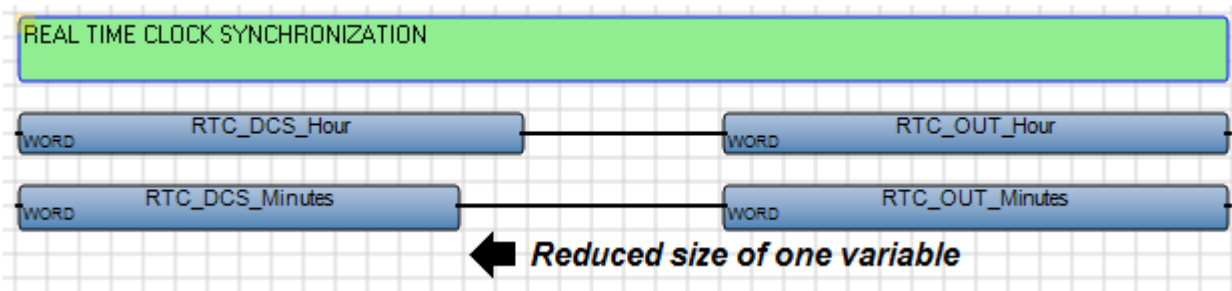 REAL TIME CLOCK SYNCHRONIZATION
RTC_DCS_Hour
WORD
RTC_OUT_Hour
WORD
RTC_DCS_Minutes
WORD
RTC_OUT_Minutes
WORD
Reduced size of one variable